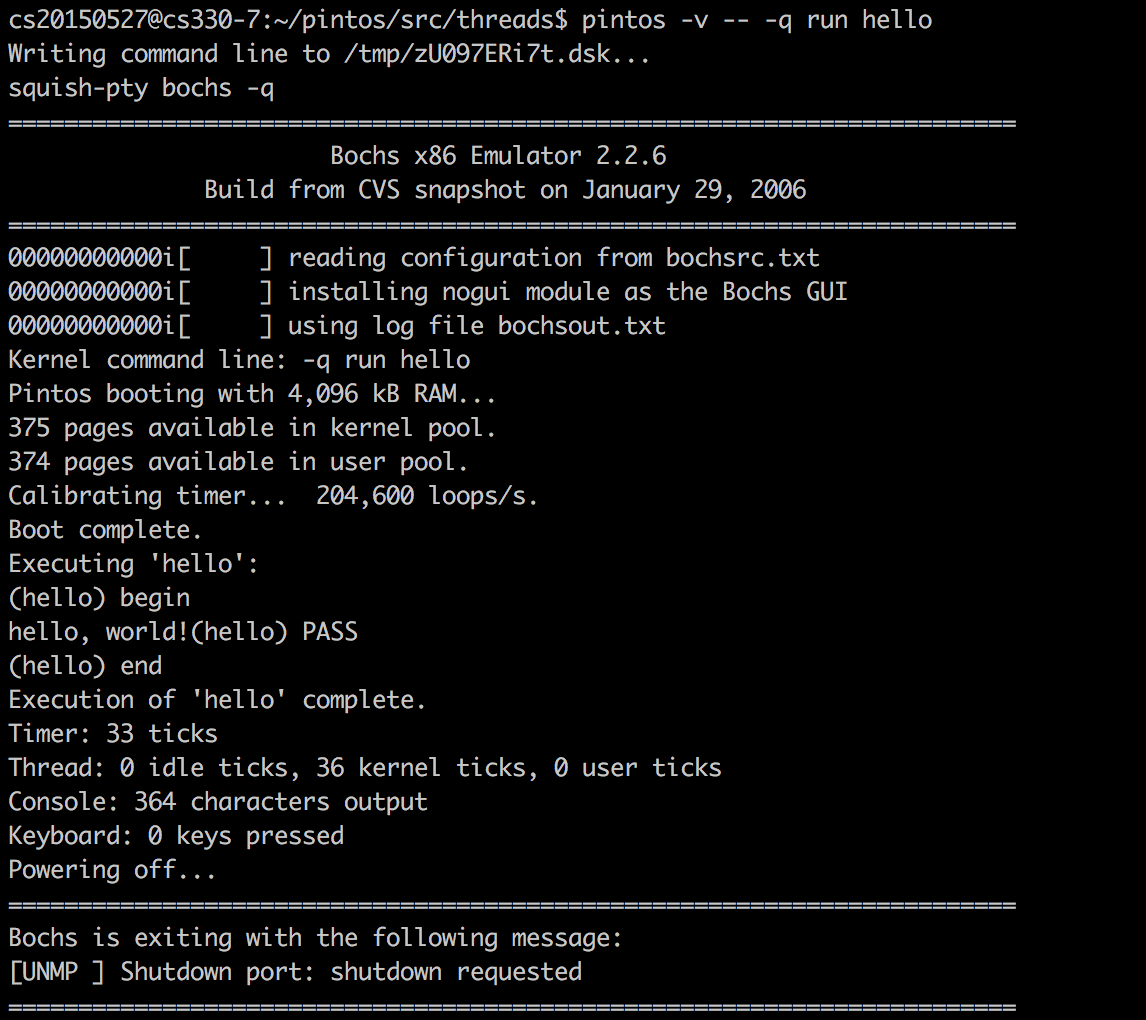 cs20150527@cs330-7:~/pintos/src/threads$ pintos -v -- -q run hello
Writing command line to /tmp/zU097ERi7t.dsk...
squish-pty bochs -q
========================================================================
                       Bochs x86 Emulator 2.2.6
              Build from CVS snapshot on January 29, 2006
========================================================================
00000000000i[     ] reading configuration from bochsrc.txt
00000000000i[     ] installing nogui module as the Bochs GUI
00000000000i[     ] using log file bochsout.txt
Kernel command line: -q run hello
Pintos booting with 4,096 kB RAM...
375 pages available in kernel pool.
374 pages available in user pool.
Calibrating timer...  204,600 loops/s.
Boot complete.
Executing 'hello':
(hello) begin
hello, world!(hello) PASS
(hello) end
Execution of 'hello' complete.
Timer: 33 ticks
Thread: 0 idle ticks, 36 kernel ticks, 0 user ticks
Console: 364 characters output
Keyboard: 0 keys pressed
Powering off...
========================================================================
Bochs is exiting with the following message:
[UNMP ] Shutdown port: shutdown requested
========================================================================